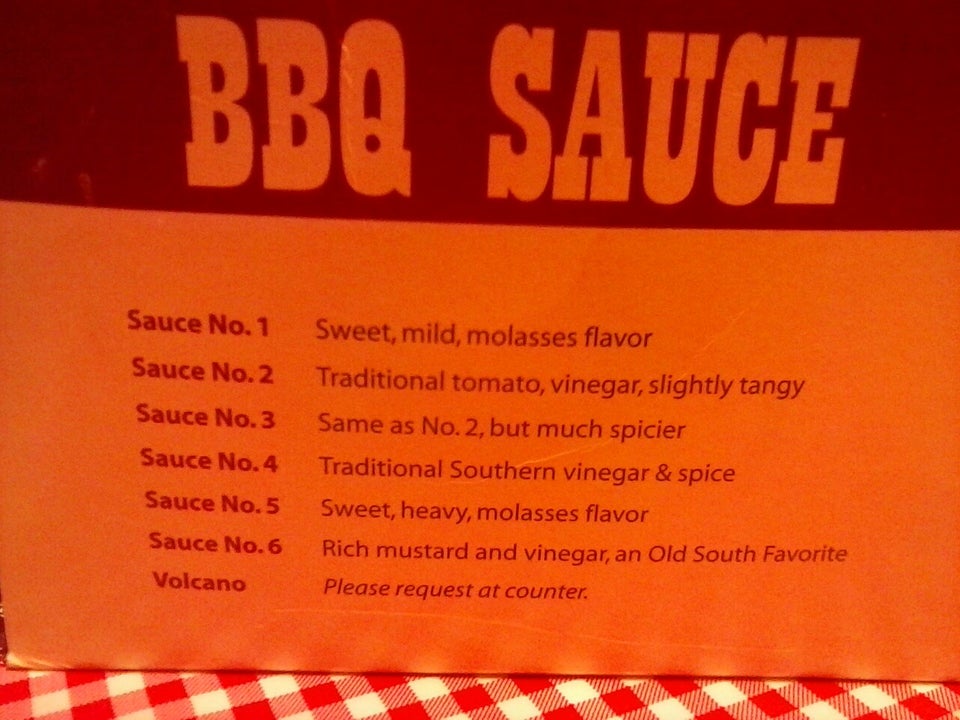 BBQ SAUCE
Sauce No. 1 Sweet, mild, molasses flavor
Sauce No. 2 Traditional tomato, vinegar, slightly tangy
Sauce No. 3 Same as No. 2, but much spicier
Sauce No. 4 Traditional Southern vinegar & spice
Sauce No. 5 Sweet, heavy, molasses flavor
Sauce No. 6 Rich mustard and vinegar, an Old South Favorite
Volcano Please request at counter.